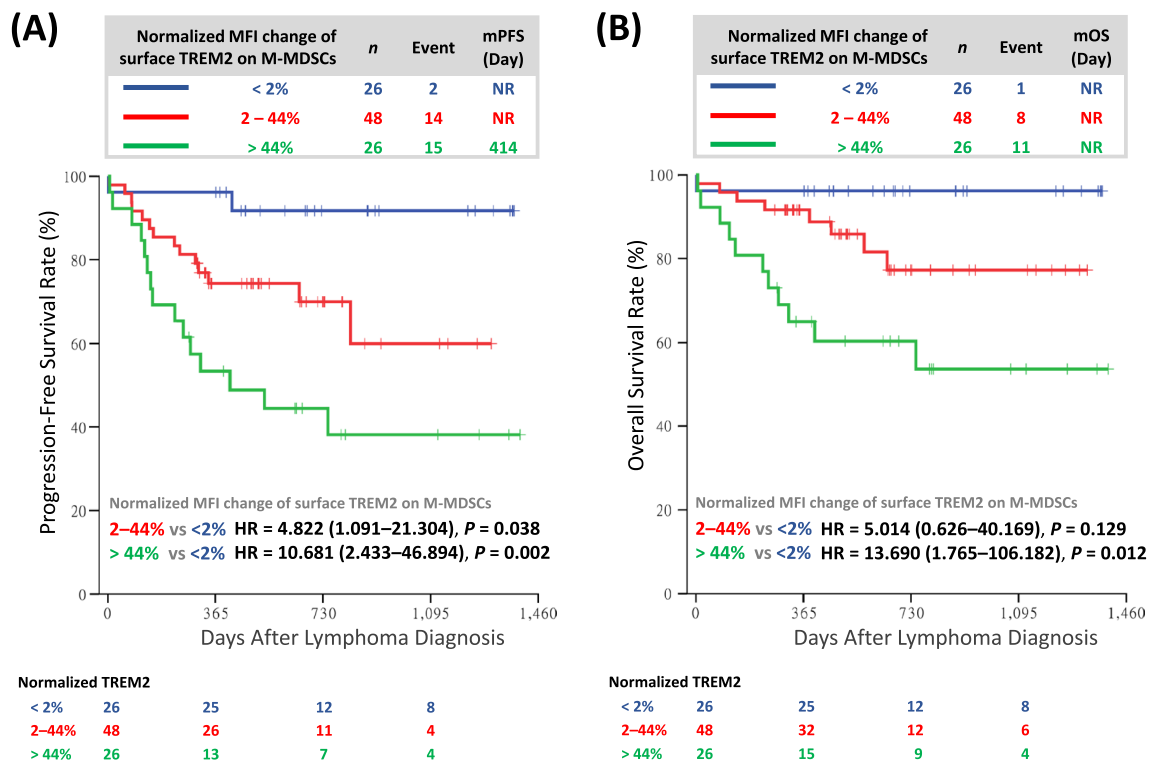 (A)
Normalized MFI change of surface TREM2 on M-MDSCs n Event mPFS (Day)
< 2% 26 2 NR
2 – 44% 48 14 NR
> 44% 26 15 414
100
80
60
40
20
0
Progression-Free Survival Rate (%)
Normalized MFI change of surface TREM2 on M-MDSCs
2–44% vs <2% HR = 4.822 (1.091–21.304), P = 0.038
> 44% vs <2% HR = 10.681 (2.433–46.894), P = 0.002
0 365 730 1,095 1,460
Days After Lymphoma Diagnosis
Normalized TREM2
< 2% 26 25 12 8
2–44% 48 26 11 4
> 44% 26 13 7 4
(B)
Normalized MFI change of surface TREM2 on M-MDSCs n Event mOS (Day)
< 2% 26 1 NR
2 – 44% 48 8 NR
> 44% 26 11 NR
100
80
60
40
20
0
Overall Survival Rate (%)
Normalized MFI change of surface TREM2 on M-MDSCs
2–44% vs <2% HR = 5.014 (0.626–40.169), P = 0.129
> 44% vs <2% HR = 13.690 (1.765–106.182), P = 0.012
0 365 730 1,095 1,460
Days After Lymphoma Diagnosis
Normalized TREM2
< 2% 26 25 12 8
2–44% 48 32 12 6
> 44% 26 15 9 4